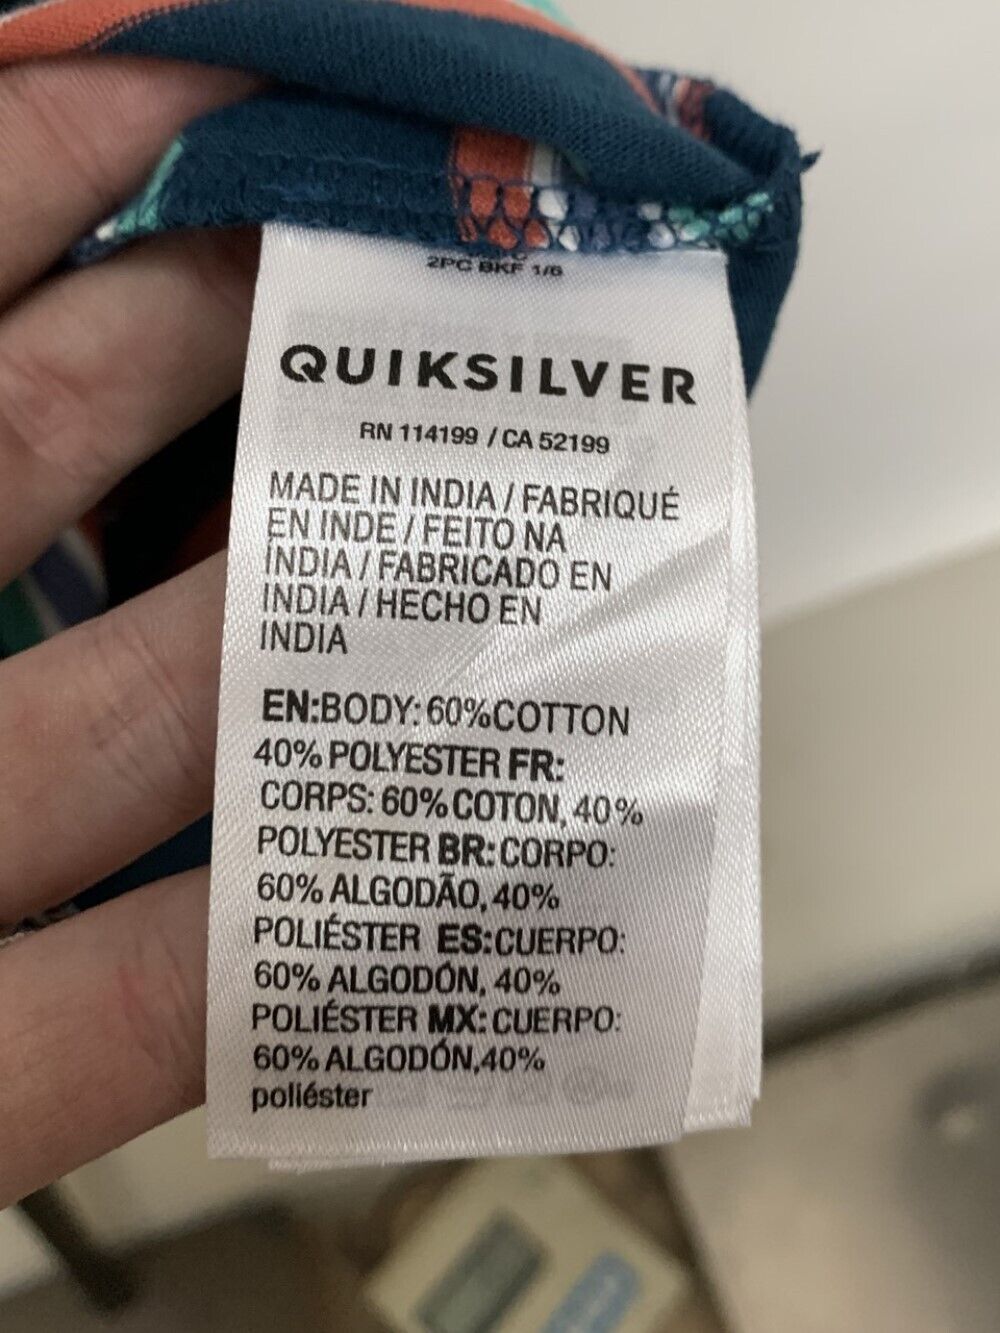 2PC BKF 1/6
QUIKSILVER
RN 114199 / CA 52199
MADE IN INDIA / FABRIQUÉ
EN INDE / FEITO NA
ÍNDIA / FABRICADO EN
INDIA / HECHO EN
INDIA
EN:BODY: 60%COTTON
40% POLYESTER FR:
CORPS: 60% COTON, 40%
POLYESTER BR: CORPO:
60% ALGODÃO, 40%
POLIÉSTER ES:CUERPO:
60% ALGODÓN, 40%
POLIÉSTER MX: CUERPO:
60% ALGODÓN,40%
poliéster